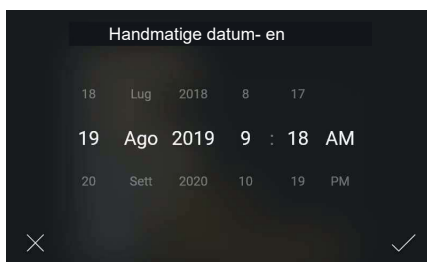 Handmatige datum- en
18 Lug 2018 8 17
19 Ago 2019 9 : 18 AM
20 Sett 2020 10 19 PM